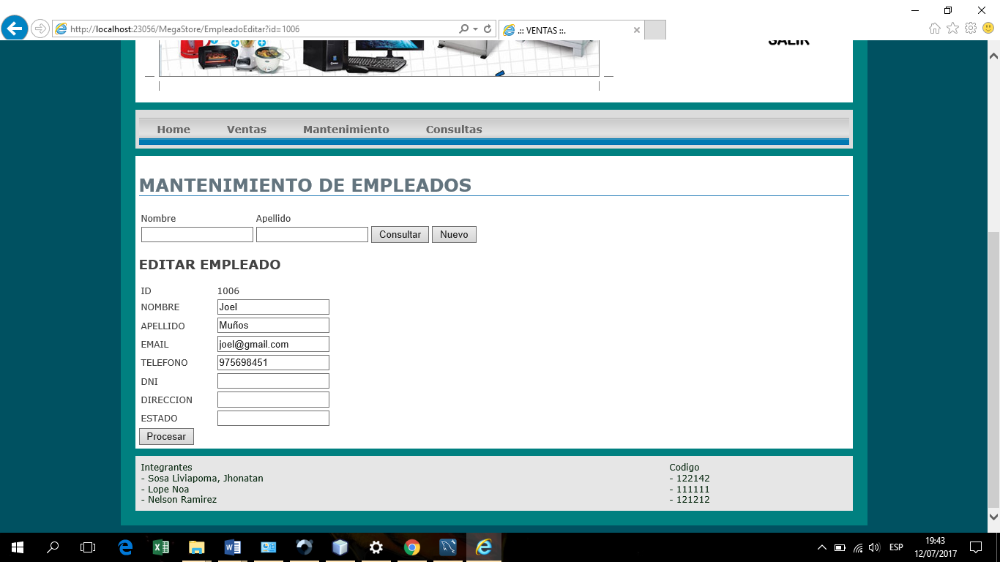 http://localhost:23056/MegaStore/EmpleadoEditar?id=1006
.:: VENTAS ::.
SALIR
Home Ventas Mantenimiento Consultas
MANTENIMIENTO DE EMPLEADOS
Nombre Apellido
Consultar Nuevo
EDITAR EMPLEADO
ID 1006
NOMBRE Joel
APELLIDO Muños
EMAIL joel@gmail.com
TELEFONO 975698451
DNI
DIRECCION
ESTADO
Procesar
Integrantes Codigo
- Sosa Liviapoma, Jhonatan - 122142
- Lope Noa - 111111
- Nelson Ramirez - 121212
ESP 19:43
12/07/2017